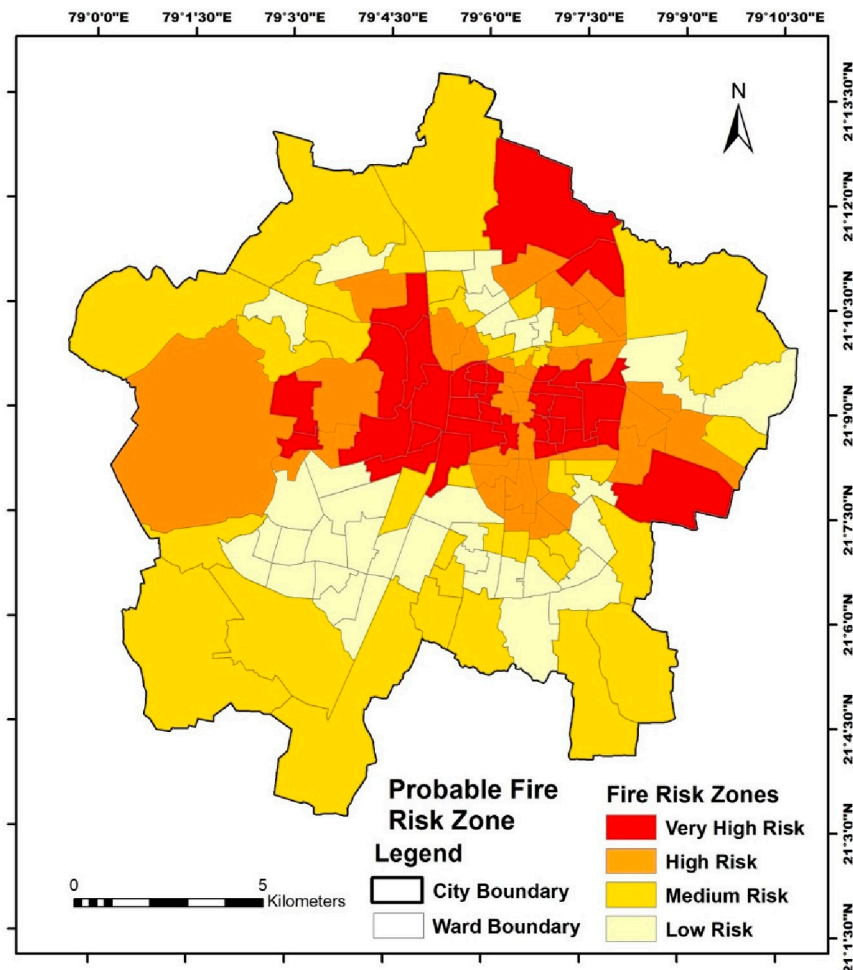 79°0'0"E 79°1'30"E 79°3'0"E 79°4'30"E 79°6'0"E 79°7'30"E 79°9'0"E 79°10'30"E
N
21°13'30"N
21°12'0"N
21°10'30"N
21°9'0"N
21°7'30"N
21°6'0"N
21°4'30"N
21°3'0"N
21°1'30"N
Probable Fire
Risk Zone
Legend
City Boundary
Ward Boundary
Fire Risk Zones
Very High Risk
High Risk
Medium Risk
Low Risk
0 5
Kilometers